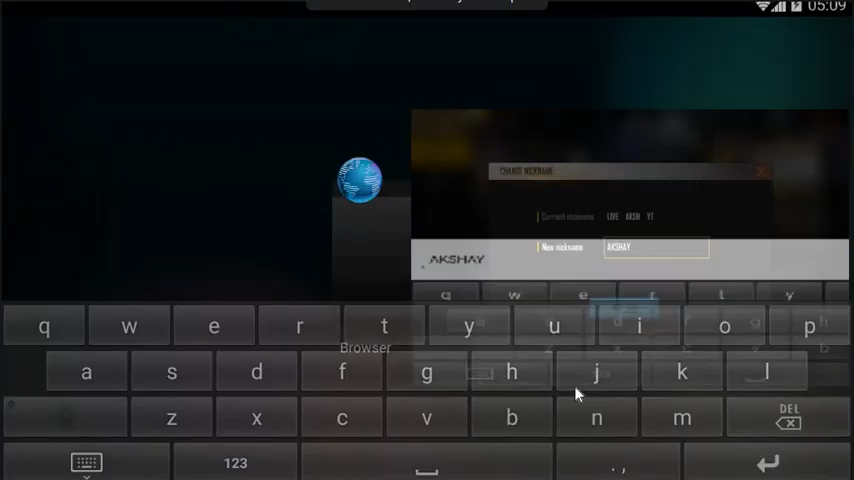 05:09
CHANGE NICKNAME
Current nickname LIVE AKSH YT
New nickname AKSHAY
AKSHAY
q w e r t y
q w e r t y u i o p
Browser
a s d f g h j k l
z x c v b n m DEL
123 . ,